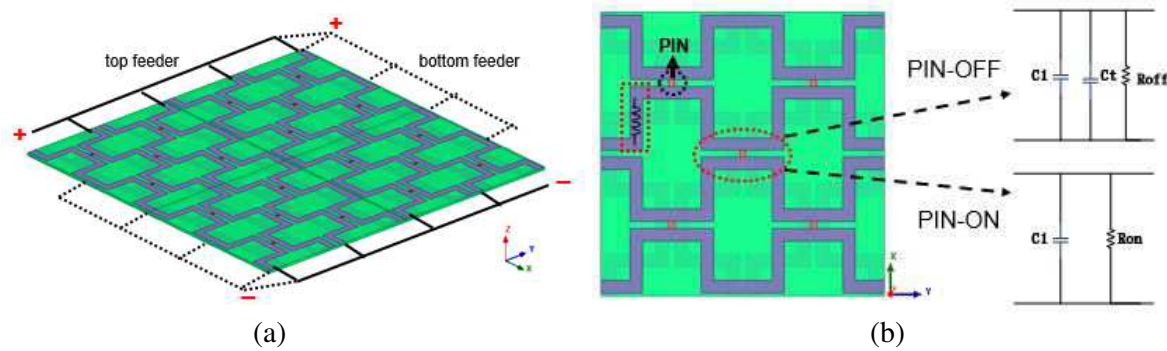 +
top feeder
+
bottom feeder
−
−
Z
Y
X
(a)
PIN
X
Y
PIN-OFF
C1
Ct
Roff
PIN-ON
C1
Ron
(b)